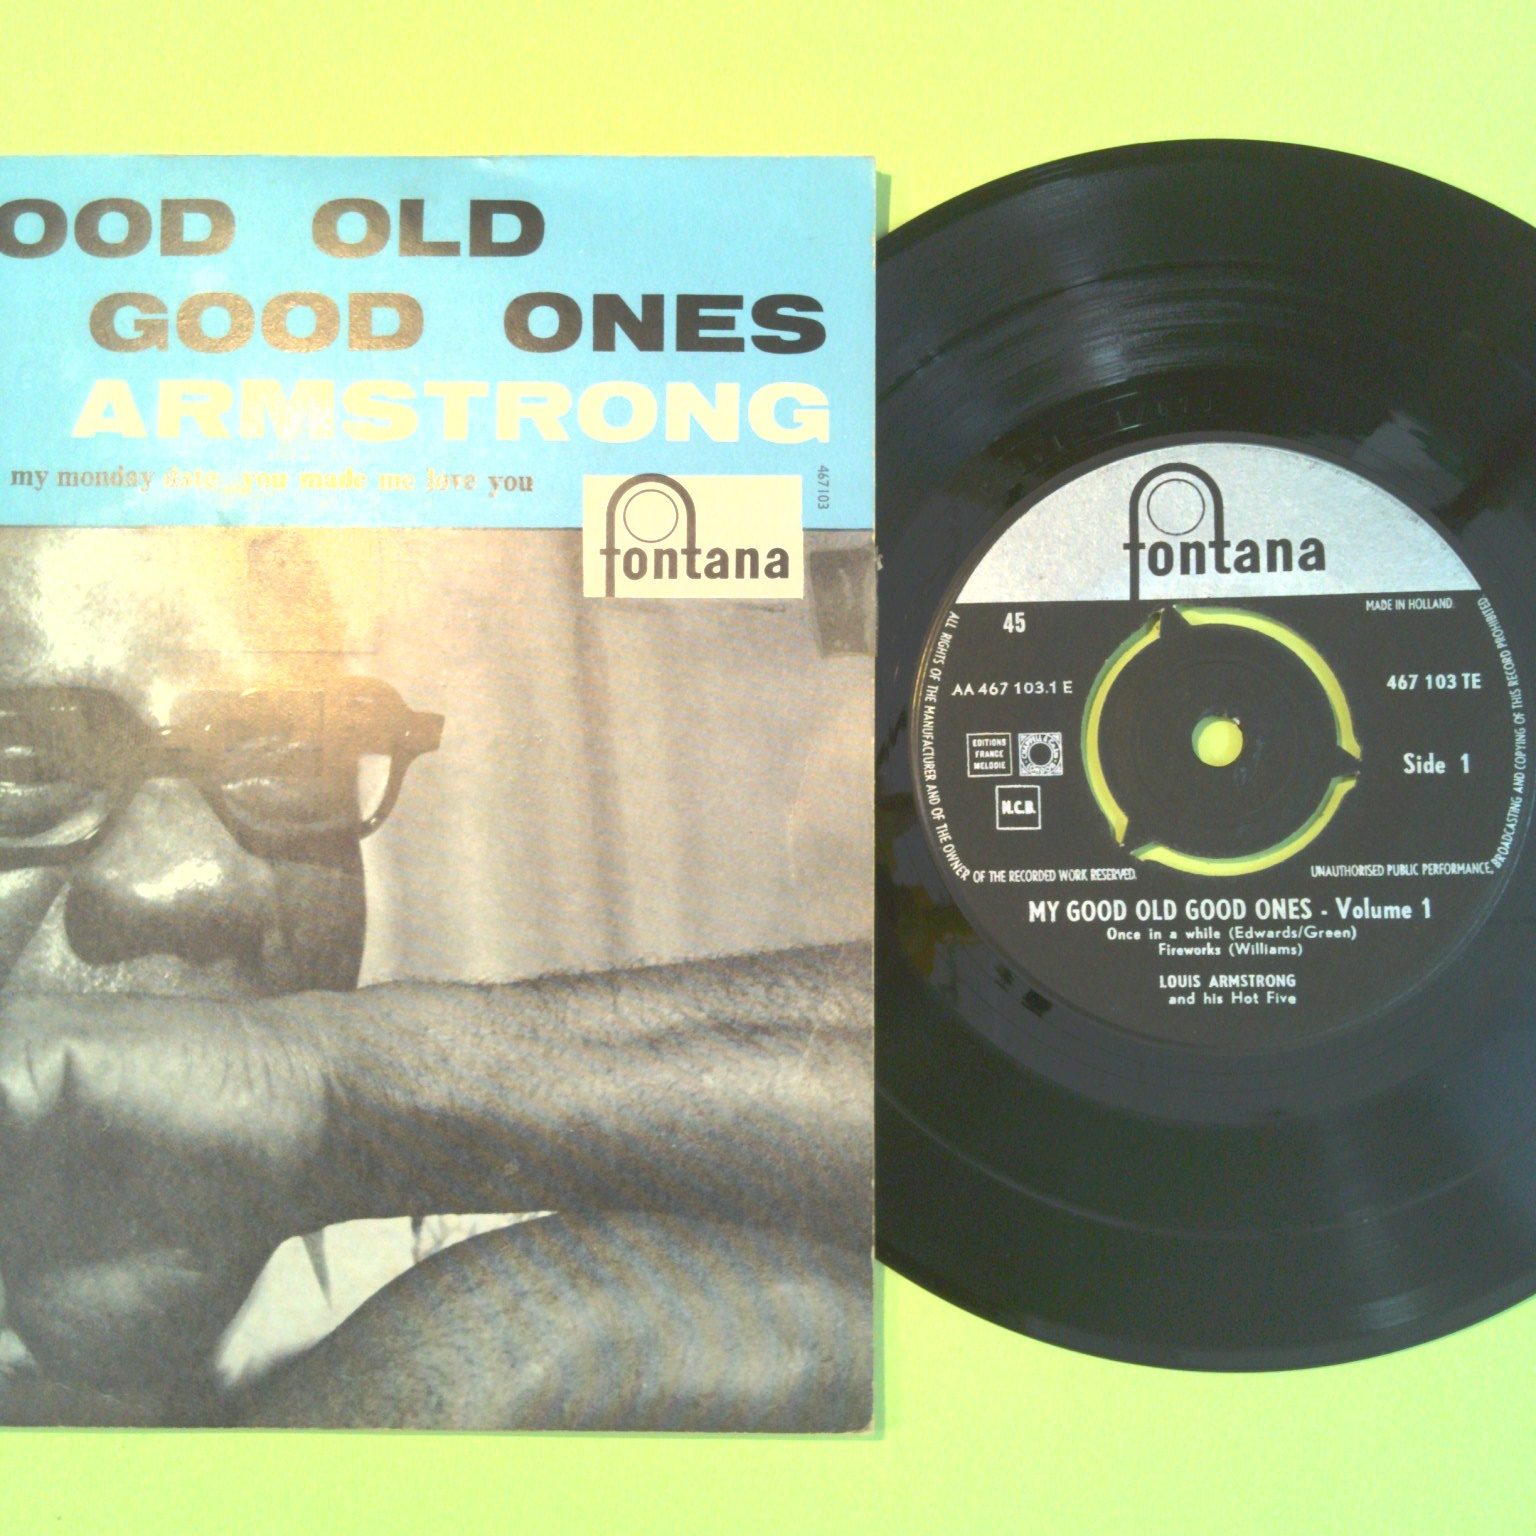 OOD OLD
GOOD ONES
ARMSTRONG
my monday date...you made me love you
467103
fontana
fontana
45
MADE IN HOLLAND.
AA 467 103.1 E
467 103 TE
EDITIONS
FRANCE
MELODIE
Side 1
N.C.B.
ALL RIGHTS OF THE MANUFACTURER AND OF THE OWNER OF THE RECORDED WORK RESERVED.
UNAUTHORISED PUBLIC PERFORMANCE, BROADCASTING AND COPYING OF THIS RECORD PROHIBITED
MY GOOD OLD GOOD ONES - Volume 1
Once in a while (Edwards/Green)
Fireworks (Williams)
LOUIS ARMSTRONG
and his Hot Five